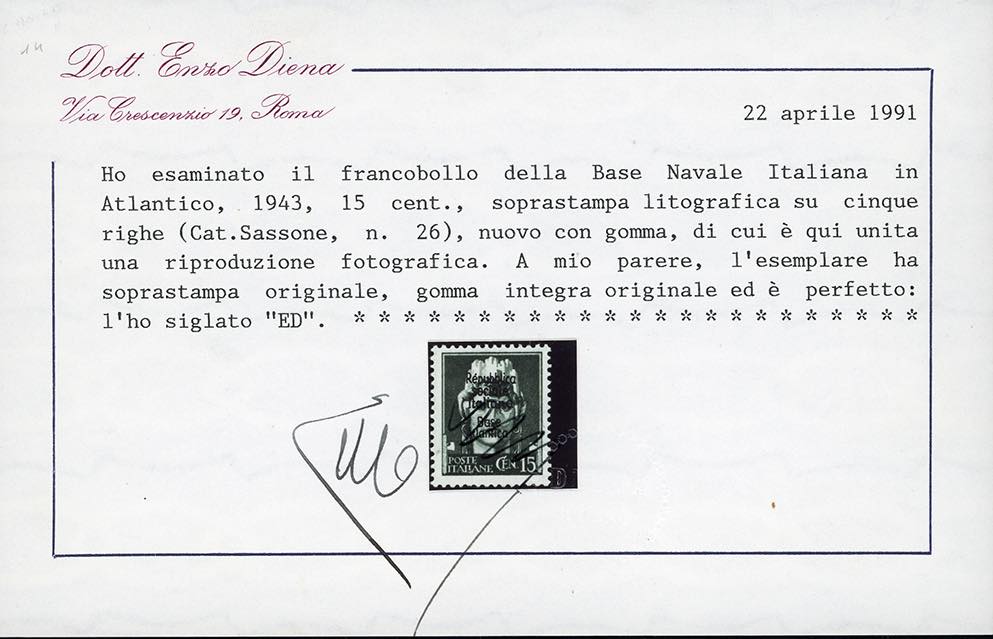 Dott. Enzo Diena
Via Crescenzio 19, Roma
22 aprile 1991
Ho esaminato il francobollo della Base Navale Italiana in
Atlantico, 1943, 15 cent., soprastampa litografica su cinque
righe (Cat.Sassone, n. 26), nuovo con gomma, di cui è qui unita
una riproduzione fotografica. A mio parere, l'esemplare ha
soprastampa originale, gomma integra originale ed è perfetto:
l'ho siglato "ED". * * * * * * * * * * * * * * * * * * * * * * *
Repubblica
sociale
italiana
Base
atlantica
POSTE
ITALIANE CEN 15